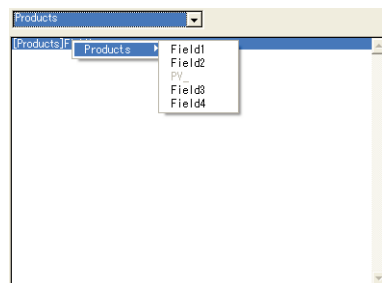 Products
[Products]F
Products
Field1
Field2
PV_
Field3
Field4